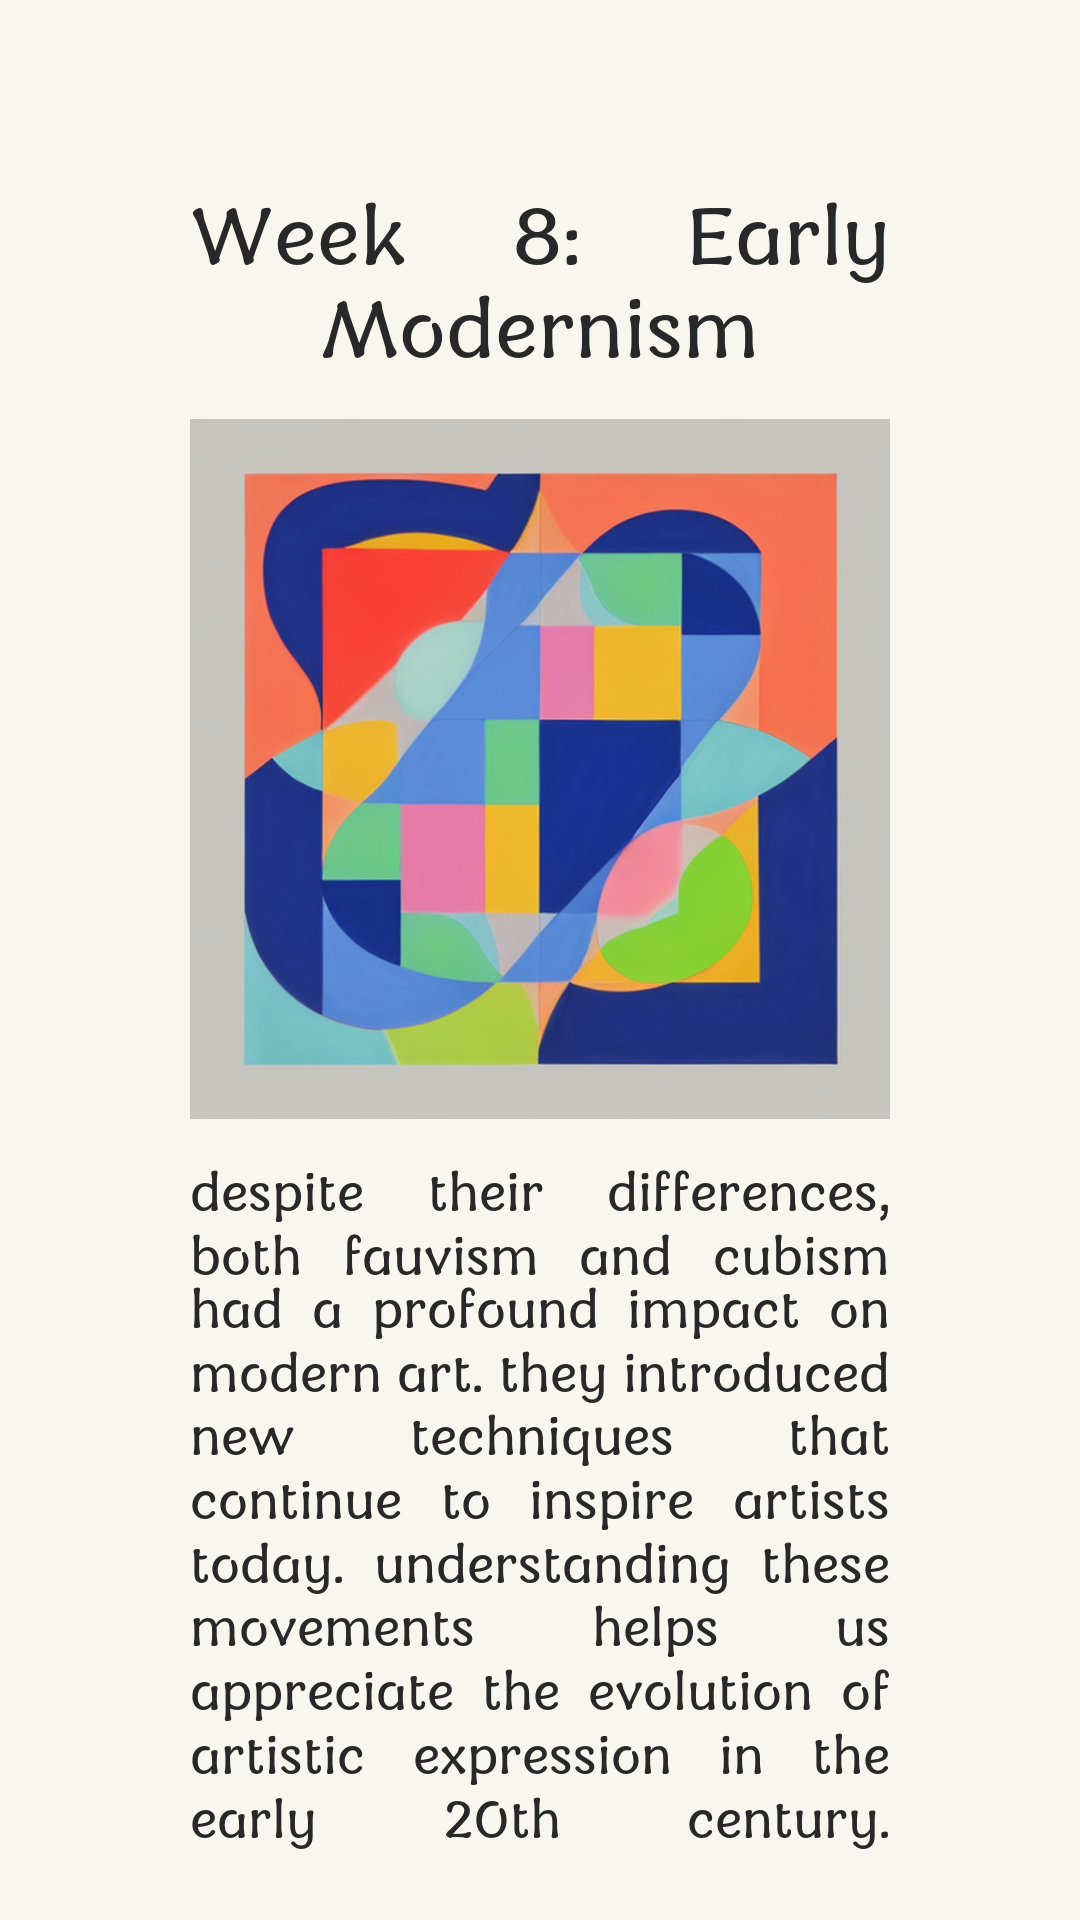 Week 8: Early
Modernism
despite their differences,
both fauvism and cubism
had a profound impact on
modern art. they introduced
new techniques that
continue to inspire artists
today. understanding these
movements helps us
appreciate the evolution of
artistic expression in the
early 20th century.